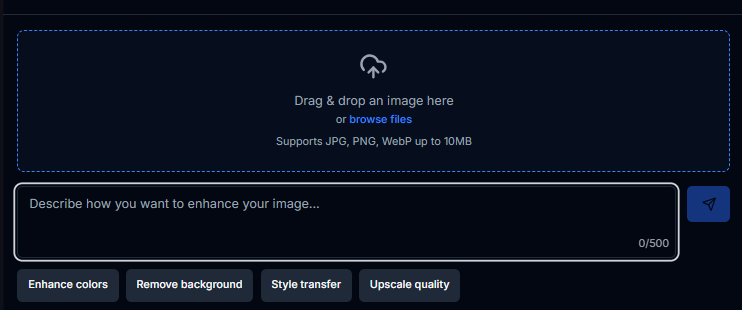 Drag & drop an image here
or browse files
Supports JPG, PNG, WebP up to 10MB
Describe how you want to enhance your image...
0/500
Enhance colors
Remove background
Style transfer
Upscale quality